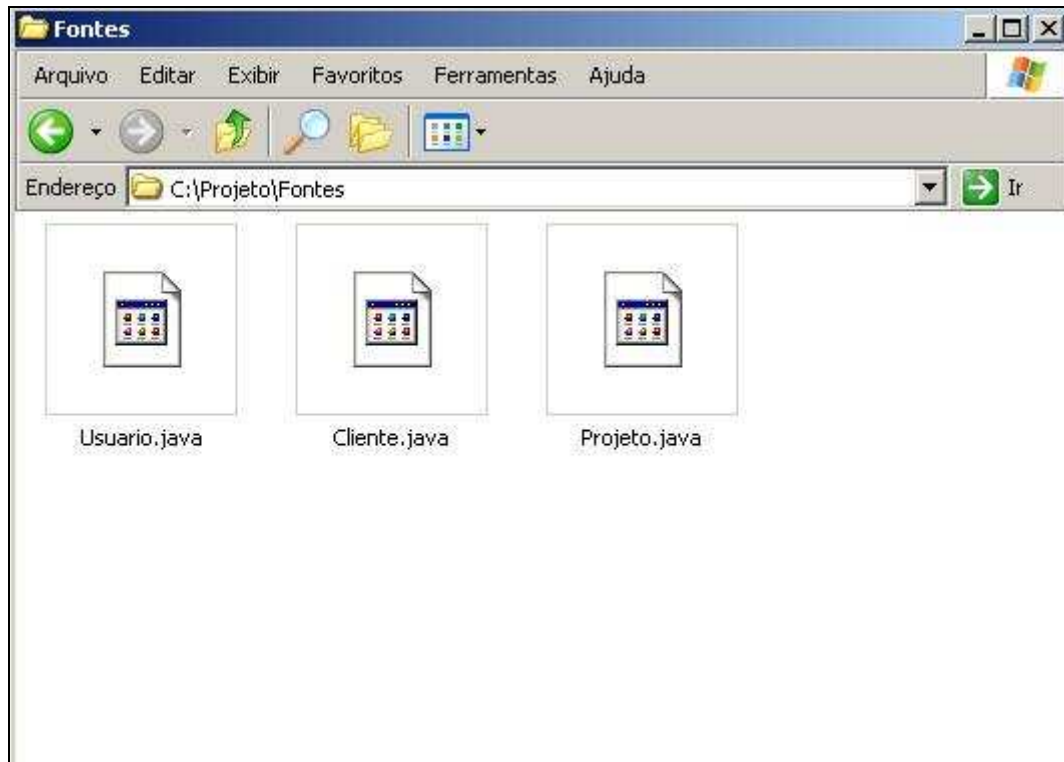 Fontes
Arquivo Editar Exibir Favoritos Ferramentas Ajuda
Endereço C:\Projeto\Fontes Ir
Usuario.java Cliente.java Projeto.java